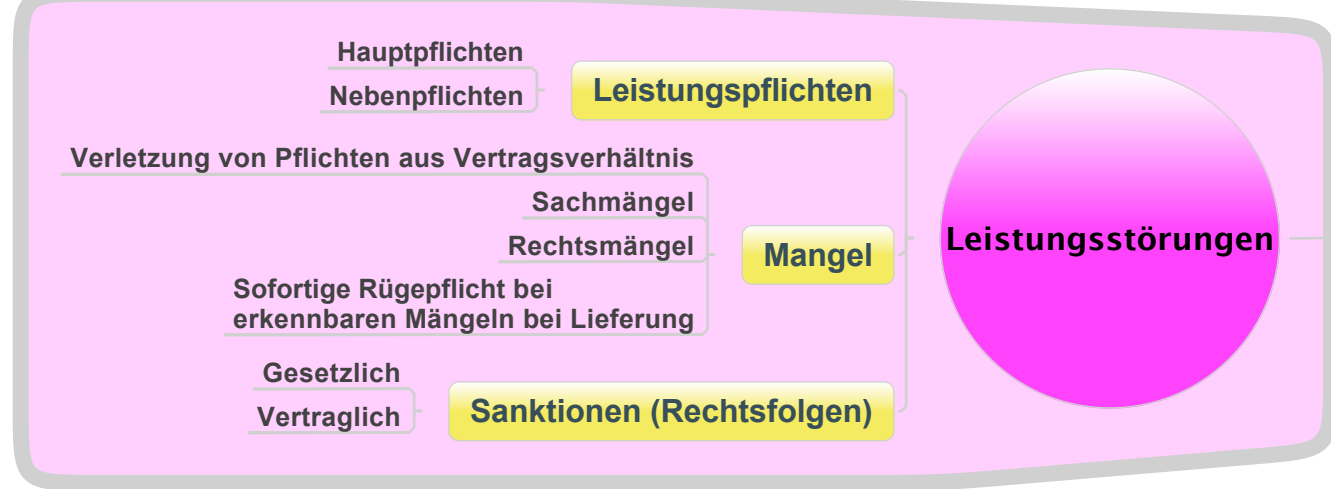 Hauptpflichten
Nebenpflichten
Leistungspflichten
Verletzung von Pflichten aus Vertragsverhältnis
Sachmängel
Rechtsmängel
Sofortige Rügepflicht bei
erkennbaren Mängeln bei Lieferung
Mangel
Gesetzlich
Vertraglich
Sanktionen (Rechtsfolgen)
Leistungsstörungen